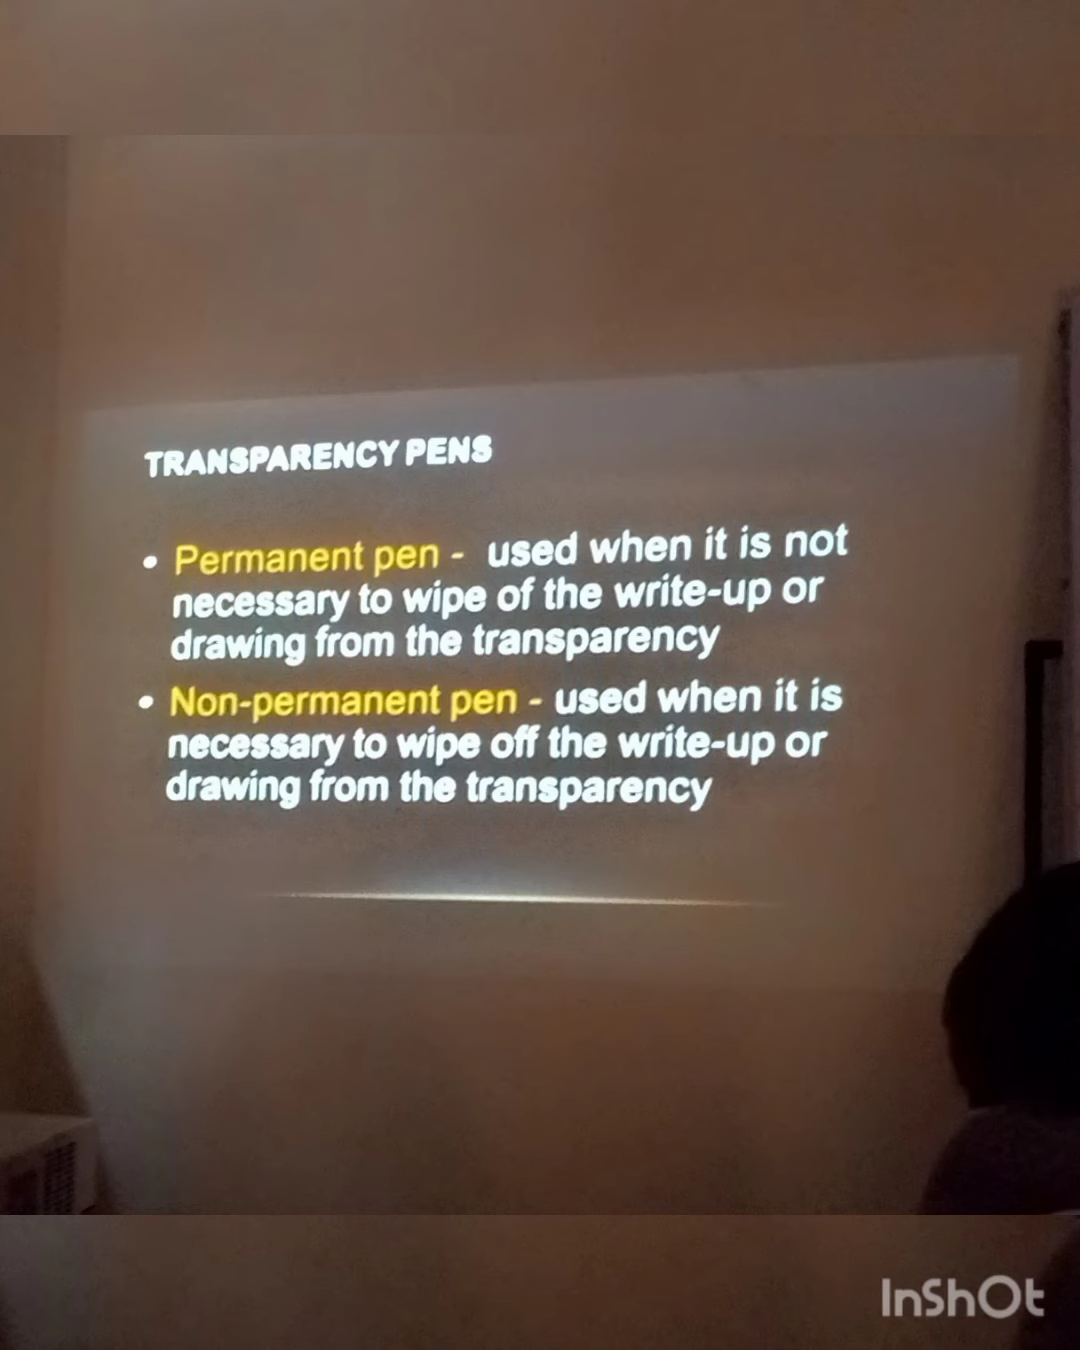 TRANSPARENCY PENS
• Permanent pen - used when it is not
necessary to wipe of the write-up or
drawing from the transparency
• Non-permanent pen - used when it is
necessary to wipe off the write-up or
drawing from the transparency
InShOt